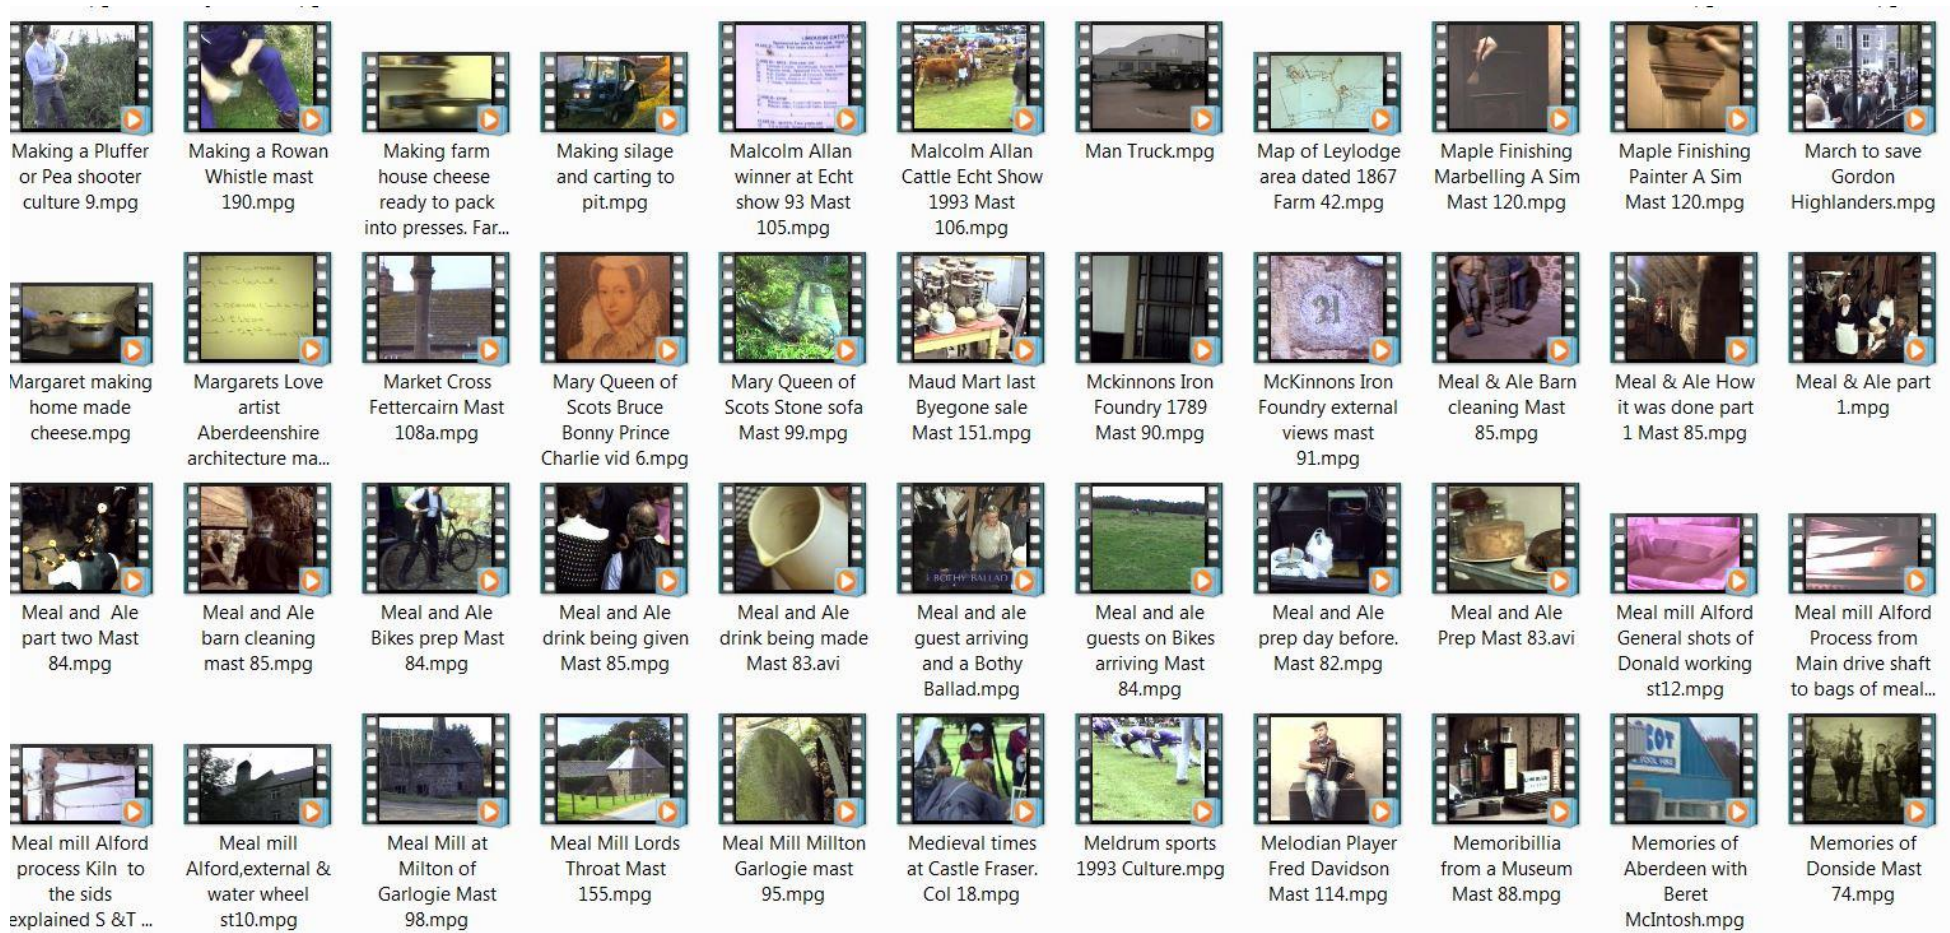 Making a Pluffer
or Pea shooter
culture 9.mpg
Making a Rowan
Whistle mast
190.mpg
Making farm
house cheese
ready to pack
into presses. Far...
Making silage
and carting to
pit.mpg
Malcolm Allan
winner at Echt
show 93 Mast
105.mpg
Malcolm Allan
Cattle Echt Show
1993 Mast
106.mpg
Man Truck.mpg
Map of Leylodge
area dated 1867
Farm 42.mpg
Maple Finishing
Marbelling A Sim
Mast 120.mpg
Maple Finishing
Painter A Sim
Mast 120.mpg
March to save
Gordon
Highlanders.mpg
Margaret making
home made
cheese.mpg
Margarets Love
artist
Aberdeenshire
architecture ma...
Market Cross
Fettercairn Mast
108a.mpg
Mary Queen of
Scots Bruce
Bonny Prince
Charlie vid 6.mpg
Mary Queen of
Scots Stone sofa
Mast 99.mpg
Maud Mart last
Byegone sale
Mast 151.mpg
Mckinnons Iron
Foundry 1789
Mast 90.mpg
31
McKinnons Iron
Foundry external
views mast
91.mpg
Meal & Ale Barn
cleaning Mast
85.mpg
Meal & Ale How
it was done part
1 Mast 85.mpg
Meal & Ale part
1.mpg
Meal and  Ale
part two Mast
84.mpg
Meal and Ale
barn cleaning
mast 85.mpg
Meal and Ale
Bikes prep Mast
84.mpg
Meal and Ale
drink being given
Mast 85.mpg
Meal and Ale
drink being made
Mast 83.avi
BOTHY BALLAD
Meal and ale
guest arriving
and a Bothy
Ballad.mpg
Meal and ale
guests on Bikes
arriving Mast
84.mpg
Meal and Ale
prep day before.
Mast 82.mpg
Meal and Ale
Prep Mast 83.avi
Meal mill Alford
General shots of
Donald working
st12.mpg
Meal mill Alford
Process from
Main drive shaft
to bags of meal...
Meal mill Alford
process Kiln  to
the sids
explained S &T ...
Meal mill
Alford,external &
water wheel
st10.mpg
Meal Mill at
Milton of
Garlogie Mast
98.mpg
Meal Mill Lords
Throat Mast
155.mpg
Meal Mill Millton
Garlogie mast
95.mpg
Medieval times
at Castle Fraser.
Col 18.mpg
Meldrum sports
1993 Culture.mpg
Melodian Player
Fred Davidson
Mast 114.mpg
Memoribillia
from a Museum
Mast 88.mpg
Memories of
Aberdeen with
Beret
McIntosh.mpg
Memories of
Donside Mast
74.mpg